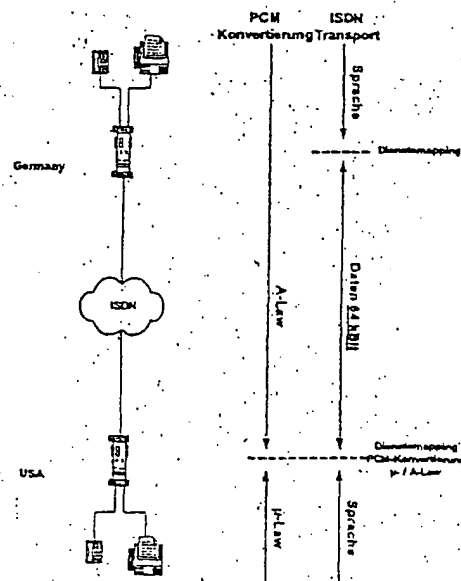 PCM ISDN
Konvertierung Transport
Sprache
Dienstemapping
Germany
ISDN
A-Law
Daten 64 kBit
Dienstemapping
PCM-Konvertierung
µ- / A-Law
USA
µ-Law
Sprache